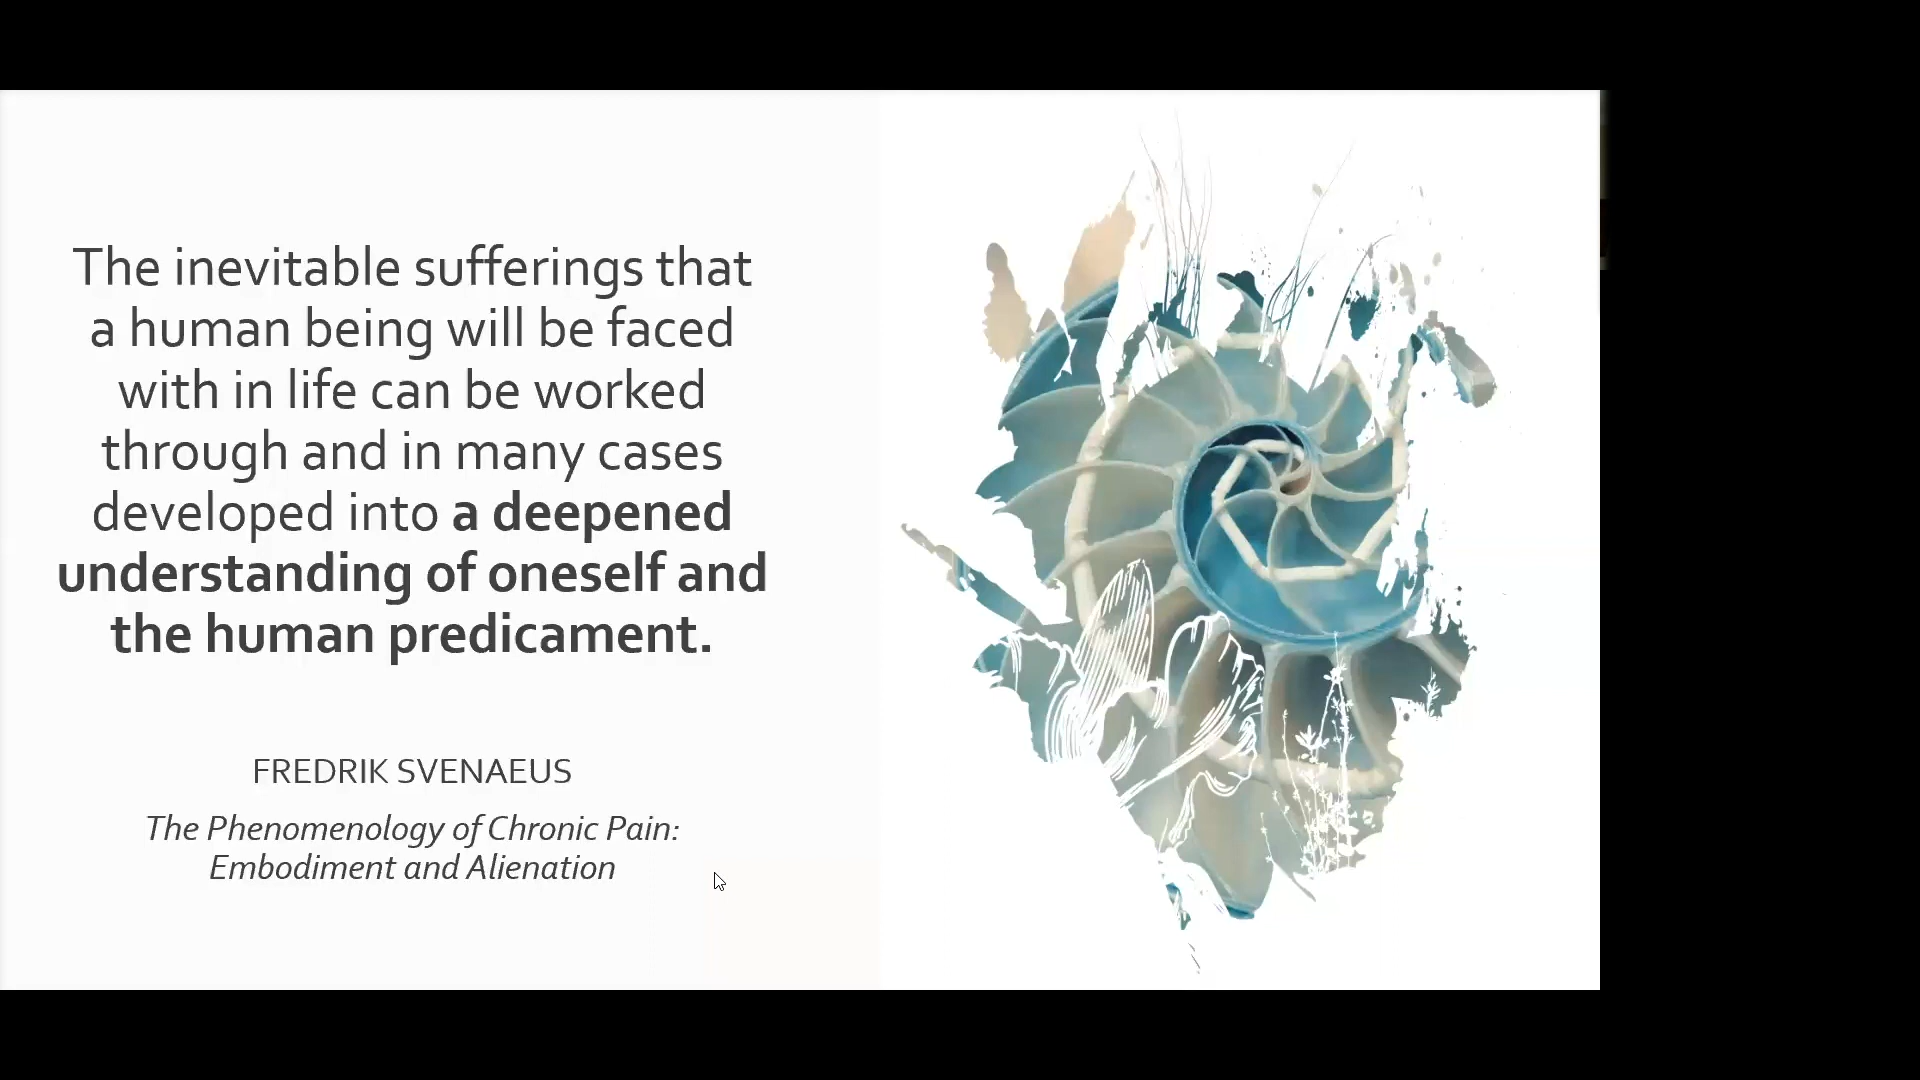 The inevitable sufferings that
a human being will be faced
with in life can be worked
through and in many cases
developed into a deepened
understanding of oneself and
the human predicament.
FREDRIK SVENAEUS
The Phenomenology of Chronic Pain:
Embodiment and Alienation